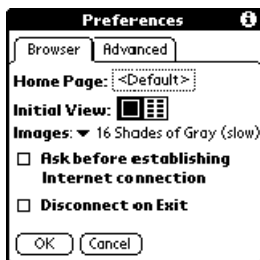 Preferences i
Browser Advanced
Home Page: <Default>
Initial View:
Images: 16 Shades of Gray (slow)
Ask before establishing
Internet connection
Disconnect on Exit
OK Cancel